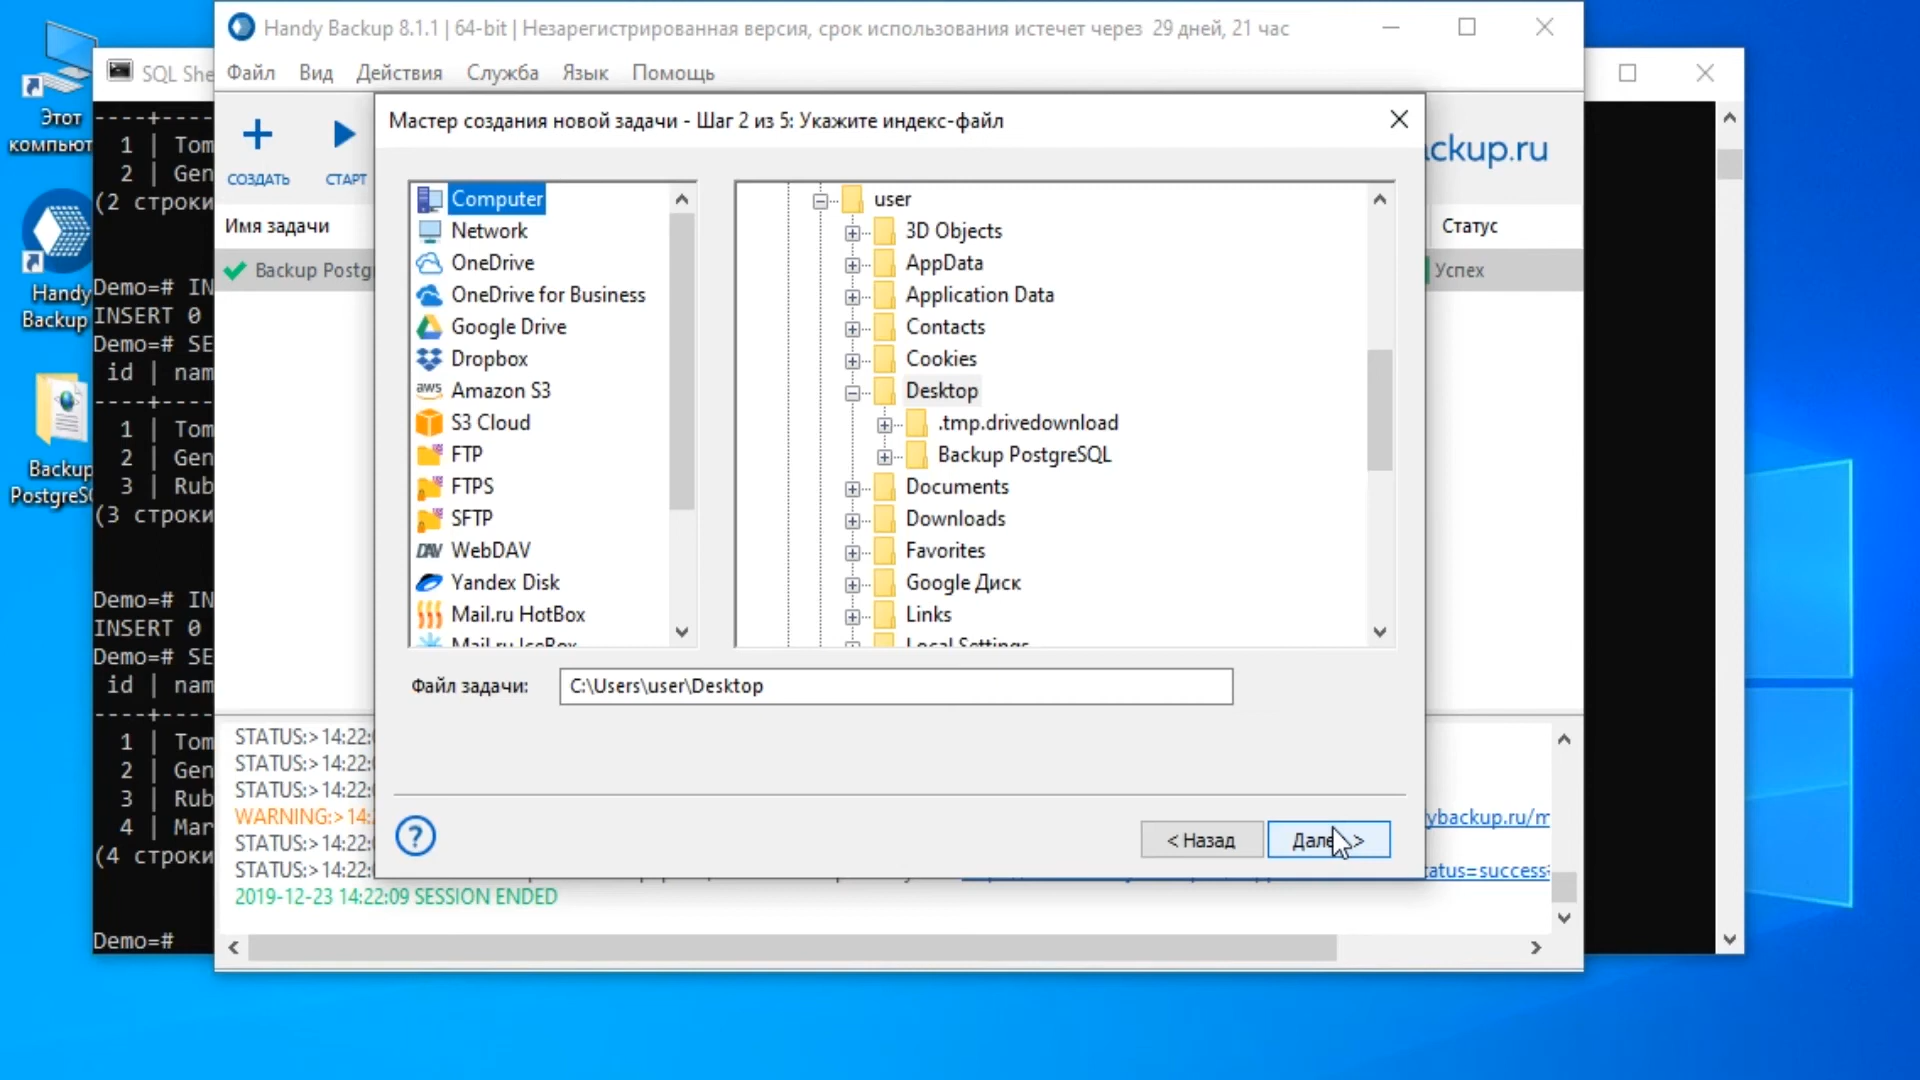 Handy Backup 8.1.1 | 64-bit | Незарегистрированная версия, срок использования истечет через 29 дней, 21 час
Файл Вид Действия Служба Язык Помощь
СОЗДАТЬ
СТАРТ
ckup.ru
Имя задачи
Статус
Backup Postg
Успех
Мастер создания новой задачи - Шаг 2 из 5: Укажите индекс-файл
Computer
Network
OneDrive
OneDrive for Business
Google Drive
Dropbox
Amazon S3
S3 Cloud
FTP
FTPS
SFTP
WebDAV
Yandex Disk
Mail.ru HotBox
Mail.ru IceBox
user
3D Objects
AppData
Application Data
Contacts
Cookies
Desktop
.tmp.drivedownload
Backup PostgreSQL
Documents
Downloads
Favorites
Google Диск
Links
Local Settings
Файл задачи: C:\Users\user\Desktop
?
< Назад
STATUS:> 14:22:
STATUS:> 14:22:
STATUS:> 14:22:
WARNING:> 14:
ybackup.ru/m
STATUS:> 14:22:
STATUS:> 14:22:
atus=success
2019-12-23 14:22:09 SESSION ENDED
SQL She
----+----
1 | Tom
2 | Gen
(2 строки
Demo=# IN
INSERT 0
Demo=# SE
id | nam
----+----
1 | Tom
2 | Gen
3 | Rub
(3 строки
Demo=# IN
INSERT 0
Demo=# SE
id | nam
----+----
1 | Tom
2 | Gen
3 | Rub
4 | Mar
(4 строки
Demo=#
Этот
компьют
Handy
Backup
Backup
PostgreS
aws
DAV